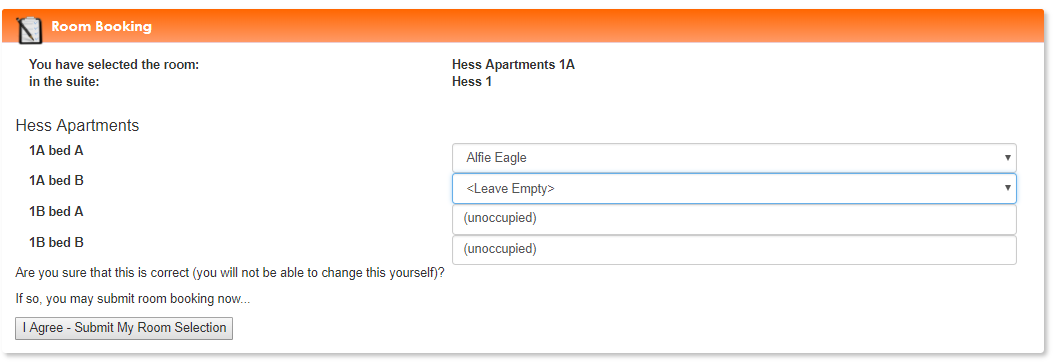 Room Booking
You have selected the room: Hess Apartments 1A
in the suite: Hess 1
Hess Apartments
1A bed A Alfie Eagle
1A bed B <Leave Empty>
1B bed A (unoccupied)
1B bed B (unoccupied)
Are you sure that this is correct (you will not be able to change this yourself)?
If so, you may submit room booking now...
I Agree - Submit My Room Selection